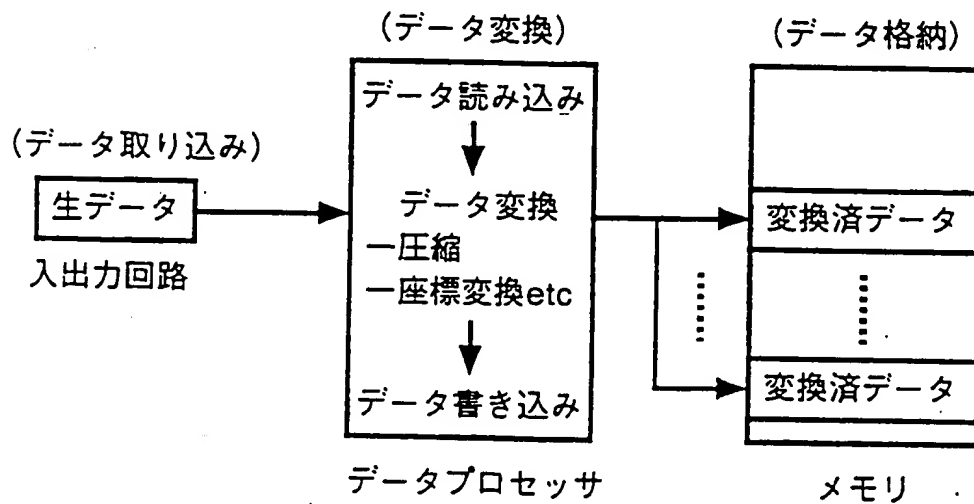 (データ取り込み)
生データ
入出力回路
(データ変換)
データ読み込み
データ変換
—圧縮
—座標変換etc
データ書き込み
データプロセッサ
(データ格納)
変換済データ
変換済データ
メモリ